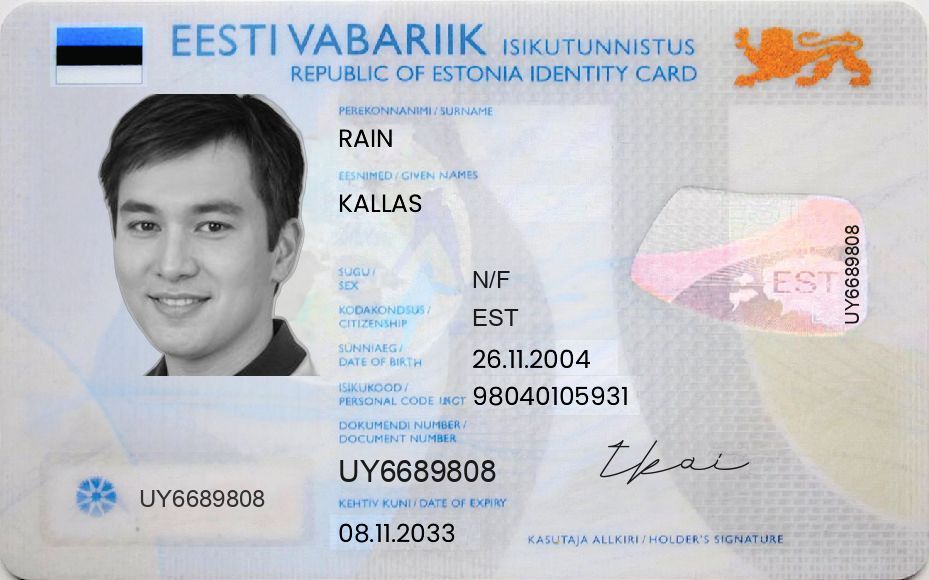 EESTI VABARIIK ISIKUTUNNISTUS
REPUBLIC OF ESTONIA IDENTITY CARD
PEREKONNANIMI / SURNAME
RAIN
EESNIMED / GIVEN NAMES
KALLAS
SUGU /
SEX
N/F
KODAKONDSUS /
CITIZENSHIP
EST
SÜNNIAEG /
DATE OF BIRTH
26.11.2004
ISIKUKOOD /
PERSONAL CODE
98040105931
DOKUMENDI NUMBER /
DOCUMENT NUMBER
UY6689808
KEHTIV KUNI / DATE OF EXPIRY
08.11.2033
UY6689808
EST
UY6689808
KASUTAJA ALLKIRI / HOLDER'S SIGNATURE